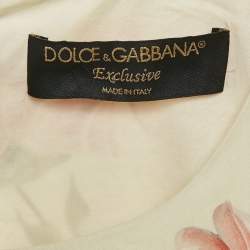 DOLCE & GABBANA®
Exclusive
MADE IN ITALY